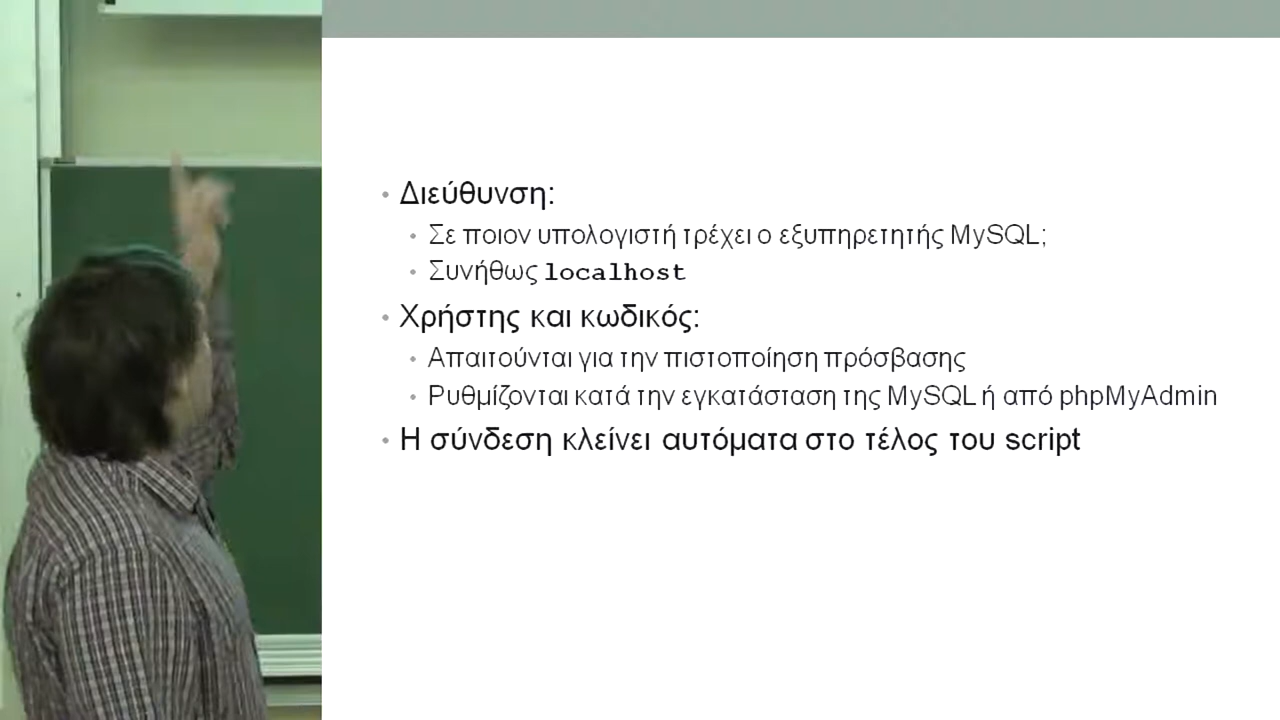 Διεύθυνση:
Σε ποιον υπολογιστή τρέχει ο εξυπηρετητής MySQL;
Συνήθως localhost
Χρήστης και κωδικός:
Απαιτούνται για την πιστοποίηση πρόσβασης
Ρυθμίζονται κατά την εγκατάσταση της MySQL ή από phpMyAdmin
Η σύνδεση κλείνει αυτόματα στο τέλος του script